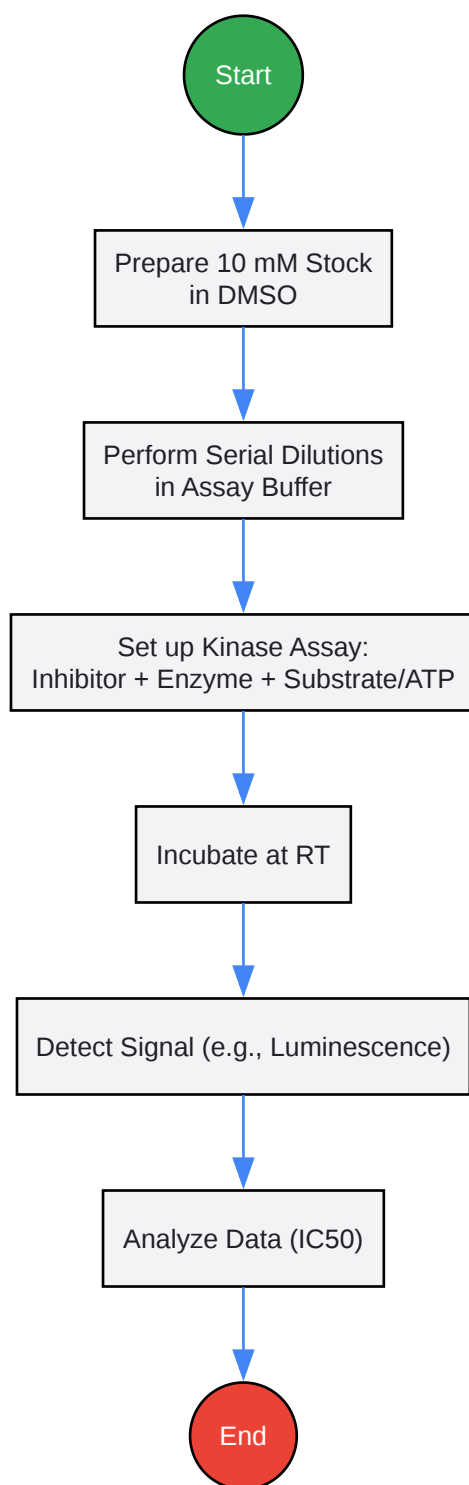 Start
Prepare 10 mM Stock
in DMSO
Perform Serial Dilutions
in Assay Buffer
Set up Kinase Assay:
Inhibitor + Enzyme + Substrate/ATP
Incubate at RT
Detect Signal (e.g., Luminescence)
Analyze Data (IC50)
End